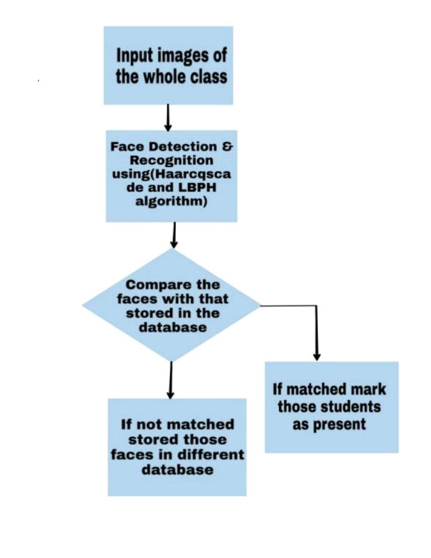 Input images of
the whole class
Face Detection &
Recognition
using(Haarcqsca
de and LBPH
algorithm)
Compare the
faces with that
stored in the
database
If matched mark
those students
as present
If not matched
stored those
faces in different
database